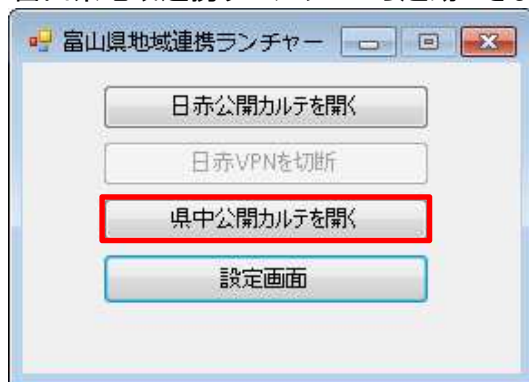 富山県地域連携ランチャー
日赤公開カルテを開く
日赤VPNを切断
県中公開カルテを開く
設定画面